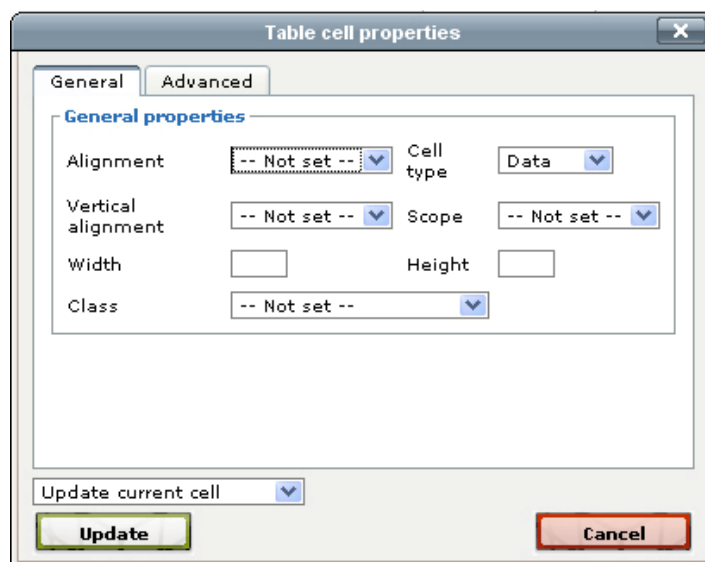 Table cell properties
General Advanced
General properties
Alignment -- Not set -- Cell type Data
Vertical alignment -- Not set -- Scope -- Not set --
Width Height
Class -- Not set --
Update current cell
Update Cancel